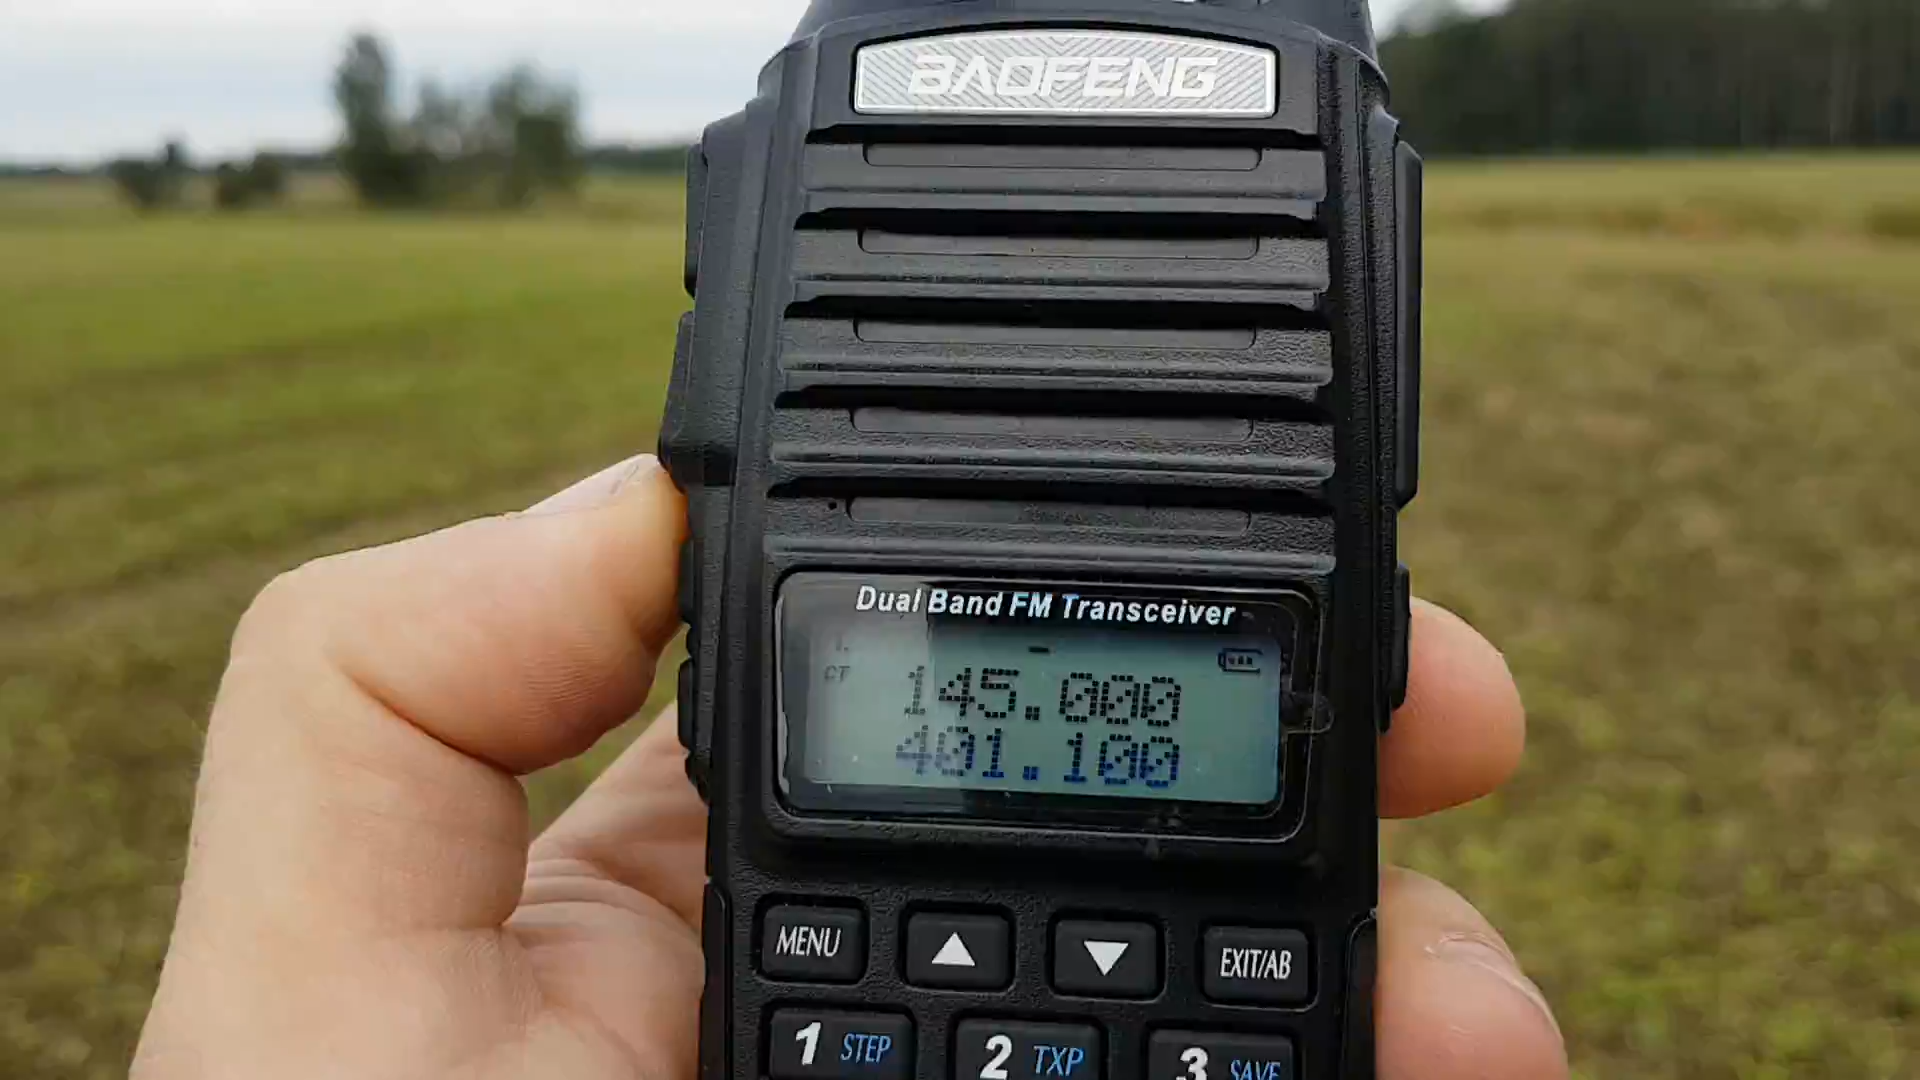 BAOFENG
Dual Band FM Transceiver
CT
145.000
401.100
MENU
EXIT/AB
1 STEP
2 TXP
3 SAVE